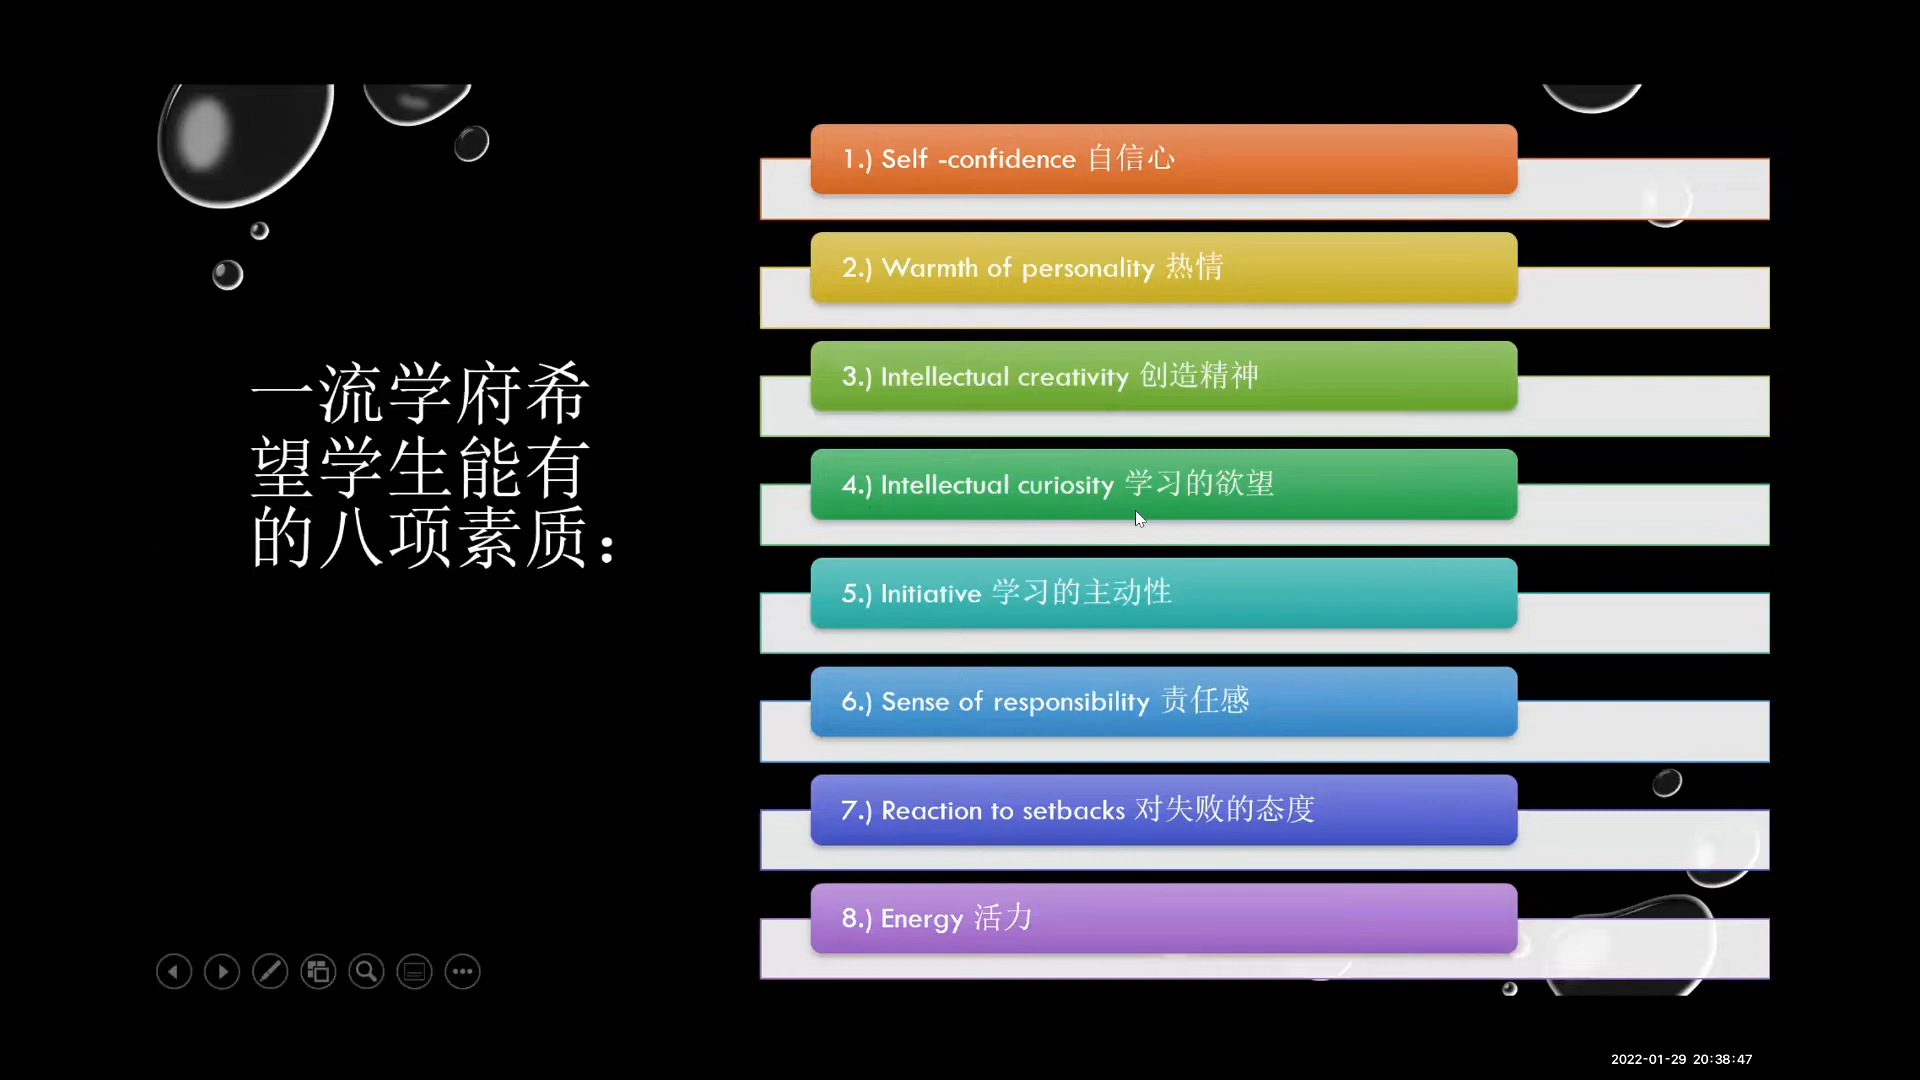 一流学府希
望学生能有
的八项素质：
1.) Self -confidence 自信心
2.) Warmth of personality 热情
3.) Intellectual creativity 创造精神
4.) Intellectual curiosity 学习的欲望
5.) Initiative 学习的主动性
6.) Sense of responsibility 责任感
7.) Reaction to setbacks 对失败的态度
8.) Energy 活力
2022-01-29 20:38:47